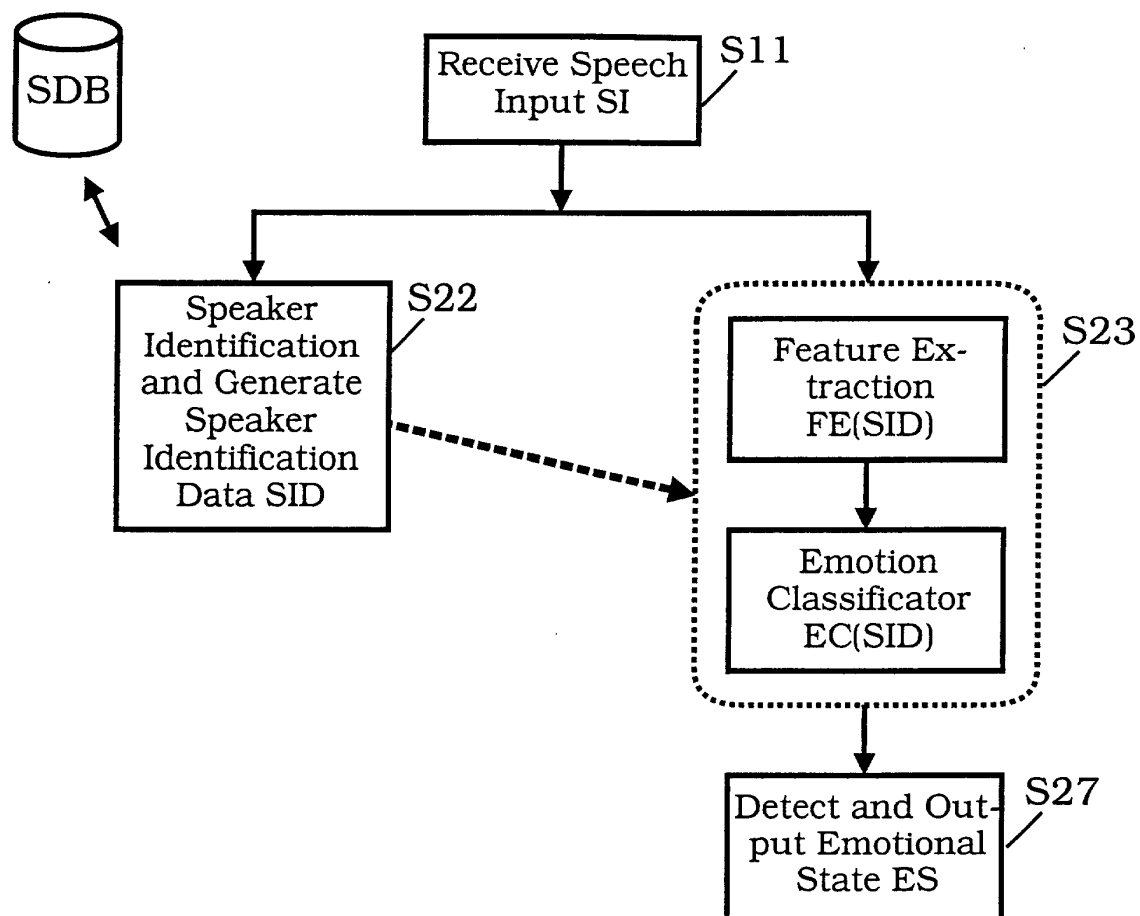 SDB
Receive Speech
Input SI
S11
Speaker
Identification
and Generate
Speaker
Identification
Data SID
S22
Feature Ex-
traction
FE(SID)
S23
Emotion
Classificator
EC(SID)
Detect and Out-
put Emotional
State ES
S27